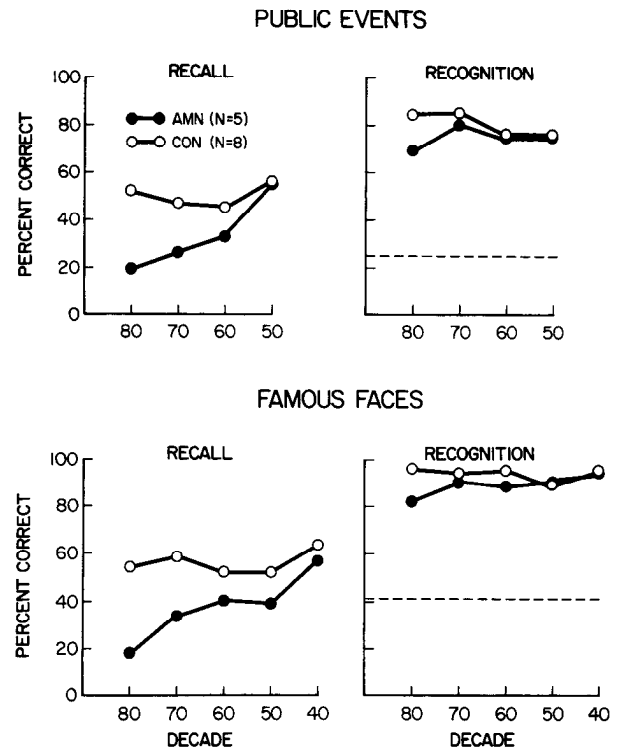 PUBLIC EVENTS
RECALL
RECOGNITION
AMN (N=5)
CON (N=8)
PERCENT CORRECT
100
80
60
40
20
0
80 70 60 50
80 70 60 50
FAMOUS FACES
RECALL
RECOGNITION
PERCENT CORRECT
100
80
60
40
20
0
80 70 60 50 40
80 70 60 50 40
DECADE
DECADE